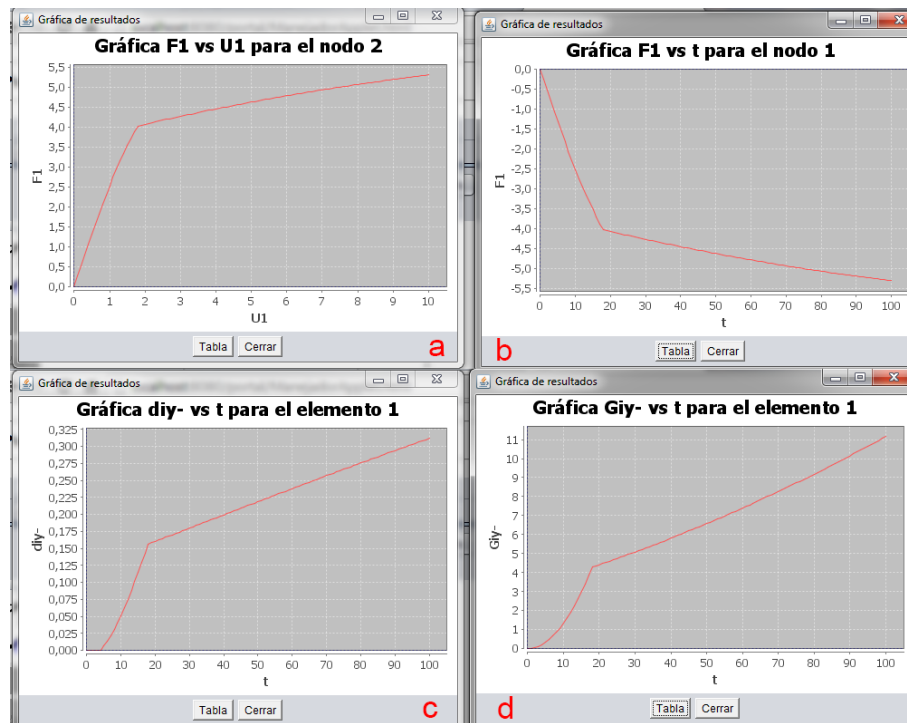 Gráfica de resultados
Gráfica F1 vs U1 para el nodo 2
5,5
5,0
4,5
4,0
3,5
3,0
2,5
2,0
1,5
1,0
0,5
0,0
F1
0 1 2 3 4 5 6 7 8 9 10
U1
Tabla Cerrar
a
Gráfica de resultados
Gráfica F1 vs t para el nodo 1
0,0
-0,5
-1,0
-1,5
-2,0
-2,5
-3,0
-3,5
-4,0
-4,5
-5,0
-5,5
F1
0 10 20 30 40 50 60 70 80 90 100
t
b
Tabla Cerrar
Gráfica de resultados
Gráfica diy- vs t para el elemento 1
0,325
0,300
0,275
0,250
0,225
0,200
0,175
0,150
0,125
0,100
0,075
0,050
0,025
0,000
diy-
0 10 20 30 40 50 60 70 80 90 100
t
Tabla Cerrar
c
Gráfica de resultados
Gráfica Giy- vs t para el elemento 1
11
10
9
8
7
6
5
4
3
2
1
0
Giy-
0 10 20 30 40 50 60 70 80 90 100
t
d
Tabla Cerrar